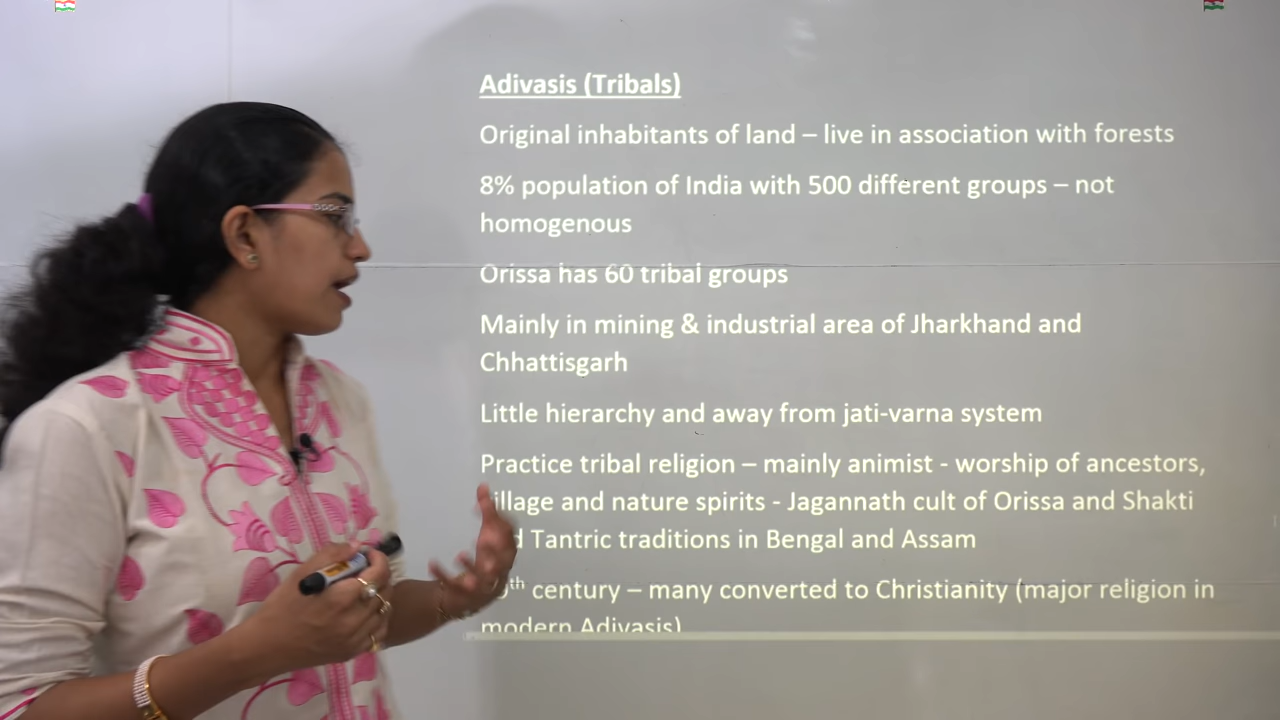 Adivasis (Tribals)
Original inhabitants of land – live in association with forests
8% population of India with 500 different groups – not
homogenous
Orissa has 60 tribal groups
Mainly in mining & industrial area of Jharkhand and
Chhattisgarh
Little hierarchy and away from jati-varna system
Practice tribal religion – mainly animist - worship of ancestors,
and nature spirits - Jagannath cult of Orissa and Shakti
Tantric traditions in Bengal and Assam
century – many converted to Christianity (major religion in
modern Adivasis)